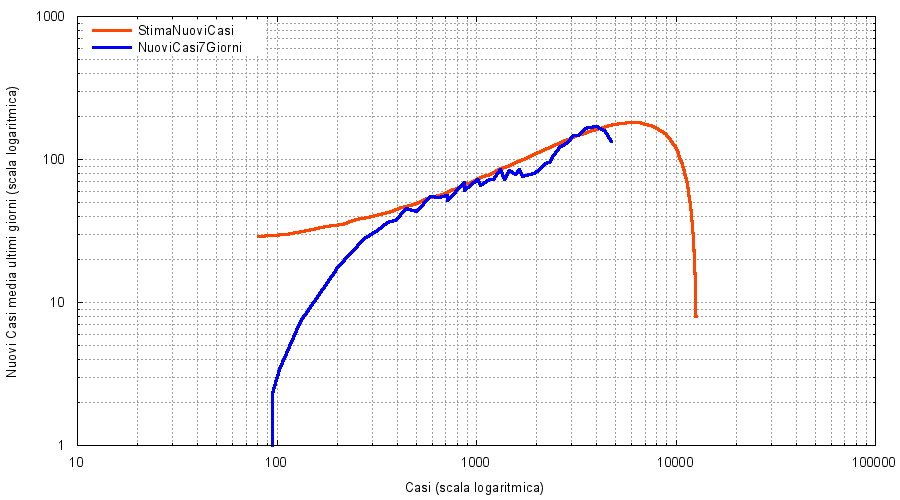 1000
StimaNuoviCasi
NuoviCasi7Giorni
100
10
1
Nuovi Casi media ultimi giorni (scala logaritmica)
10 100 1000 10000 100000
Casi (scala logaritmica)